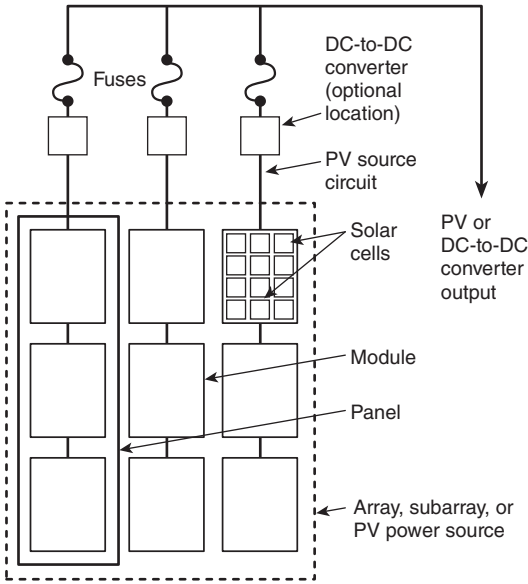 Fuses
DC-to-DC
converter
(optional
location)
PV source
circuit
Solar
cells
PV or
DC-to-DC
converter
output
Module
Panel
Array, subarray, or
PV power source